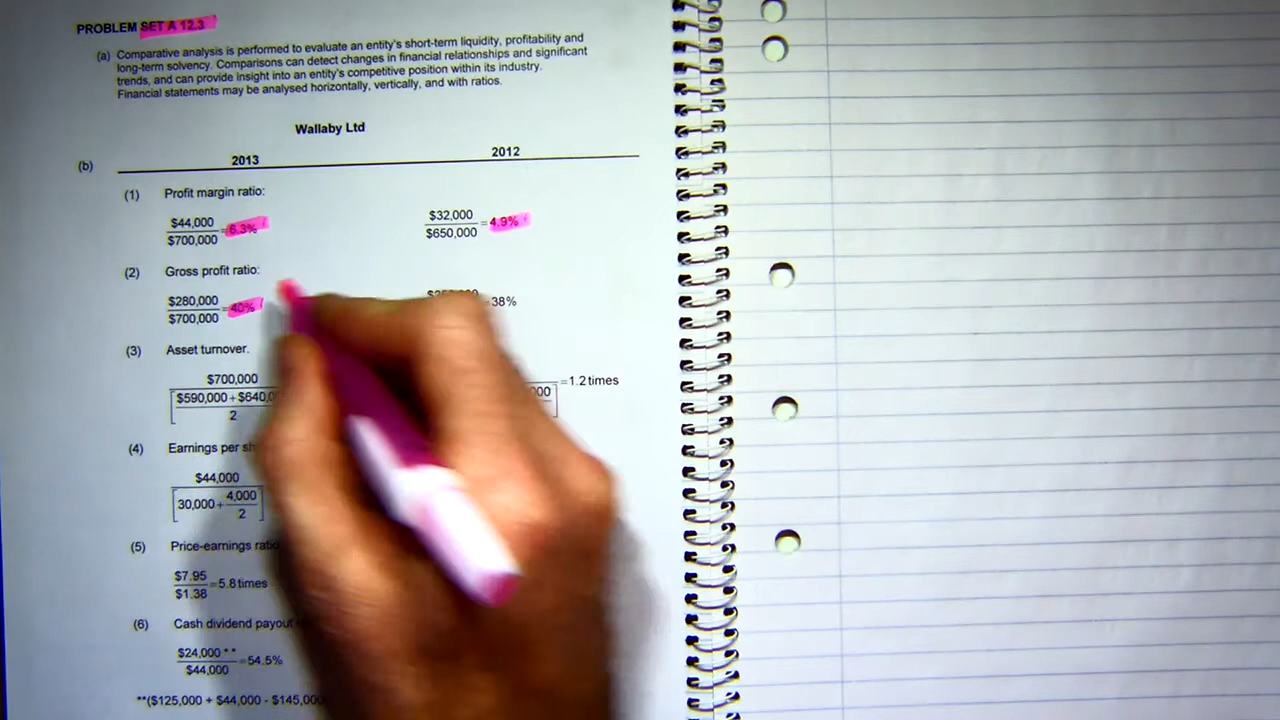 PROBLEM SET A 12.3
(a) Comparative analysis is performed to evaluate an entity's short-term liquidity, profitability and
long-term solvency. Comparisons can detect changes in financial relationships and significant
trends, and can provide insight into an entity's competitive position within its industry.
Financial statements may be analysed horizontally, vertically, and with ratios.
Wallaby Ltd
(b) 2013 2012
(1) Profit margin ratio:
$44,000 / $700,000 = 6.3% $32,000 / $650,000 = 4.9%
(2) Gross profit ratio:
$280,000 / $700,000 = 40% 38%
(3) Asset turnover.
$700,000
[$590,000 + $640,0 =1.2 times
2
(4) Earnings per
$44,000
[30,000 + 4,000 / 2]
(5) Price-earnings
$7.95 / $1.38 = 5.8 times
(6) Cash dividend payout
$24,000 ** / $44,000 = 54.5%
**($125,000 + $44,000 - $145,000